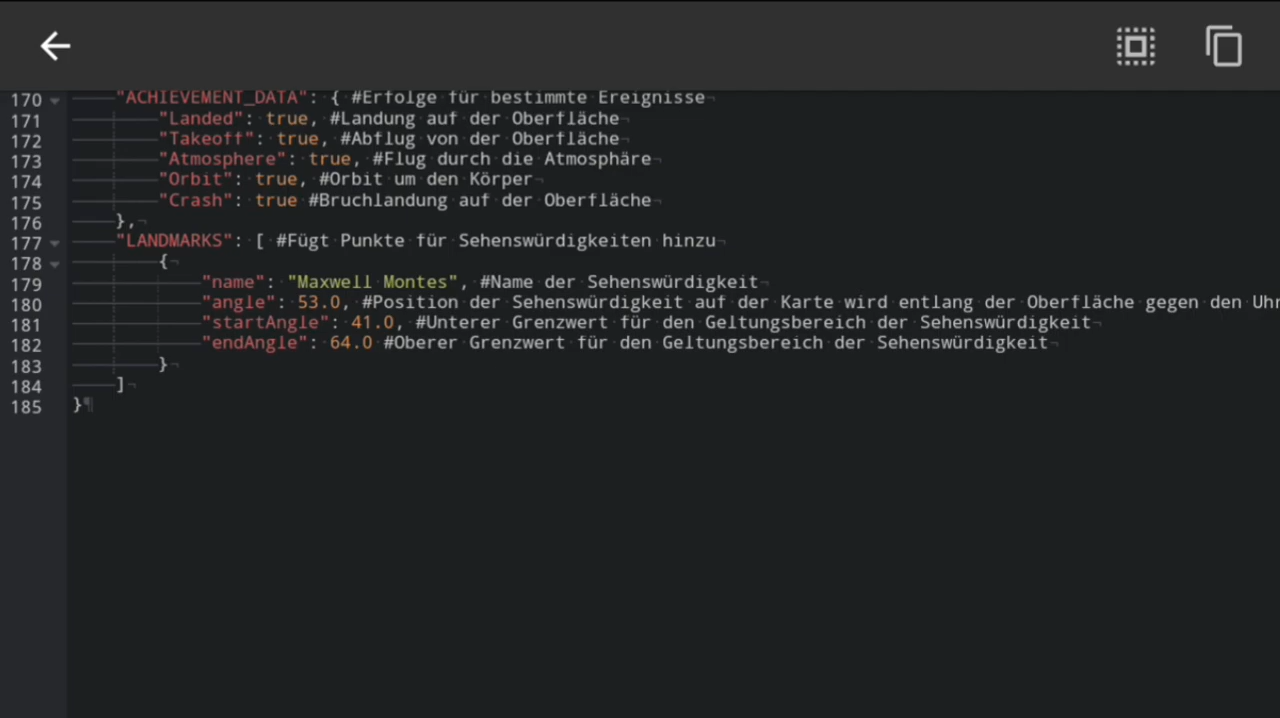 170 "ACHIEVEMENT_DATA": { #Erfolge für bestimmte Ereignisse
171 "Landed": true, #Landung auf der Oberfläche
172 "Takeoff": true, #Abflug von der Oberfläche
173 "Atmosphere": true, #Flug durch die Atmosphäre
174 "Orbit": true, #Orbit um den Körper
175 "Crash": true #Bruchlandung auf der Oberfläche
176 },
177 "LANDMARKS": [ #Fügt Punkte für Sehenswürdigkeiten hinzu
178 {
179 "name": "Maxwell Montes", #Name der Sehenswürdigkeit
180 "angle": 53.0, #Position der Sehenswürdigkeit auf der Karte wird entlang der Oberfläche gegen den
181 "startAngle": 41.0, #Unterer Grenzwert für den Geltungsbereich der Sehenswürdigkeit
182 "endAngle": 64.0 #Oberer Grenzwert für den Geltungsbereich der Sehenswürdigkeit
183 }
184 ]
185 }